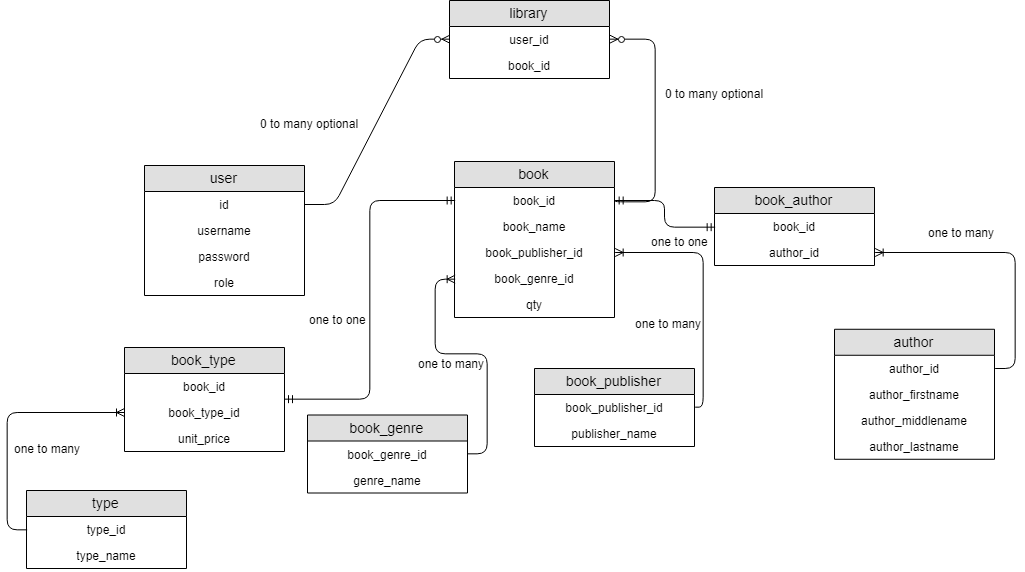 library
user_id
book_id
0 to many optional
0 to many optional
user
id
username
password
role
book
book_id
book_name
book_publisher_id
book_genre_id
qty
book_author
book_id
author_id
one to one
one to many
one to one
one to many
one to many
book_type
book_id
book_type_id
unit_price
book_genre
book_genre_id
genre_name
book_publisher
book_publisher_id
publisher_name
author
author_id
author_firstname
author_middlename
author_lastname
one to many
type
type_id
type_name